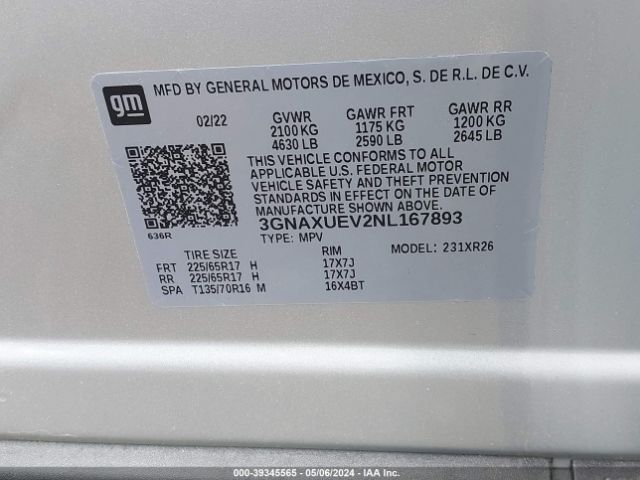 gm
MFD BY GENERAL MOTORS DE MEXICO, S. DE R.L. DE C.V.
02/22 GVWR GAWR FRT GAWR RR
2100 KG 1175 KG 1200 KG
4630 LB 2590 LB 2645 LB
THIS VEHICLE CONFORMS TO ALL
APPLICABLE U.S. FEDERAL MOTOR
VEHICLE SAFETY AND THEFT PREVENTION
STANDARDS IN EFFECT ON THE DATE OF
MANUFACTURE SHOWN ABOVE.
3GNAXUEV2NL167893
636R
TYPE: MPV MODEL: 231XR26
TIRE SIZE RIM
FRT 225/65R17 H 17X7J
RR 225/65R17 H 17X7J
SPA T135/70R16 M 16X4BT
000-39345565 • 05/06/2024 • IAA Inc.